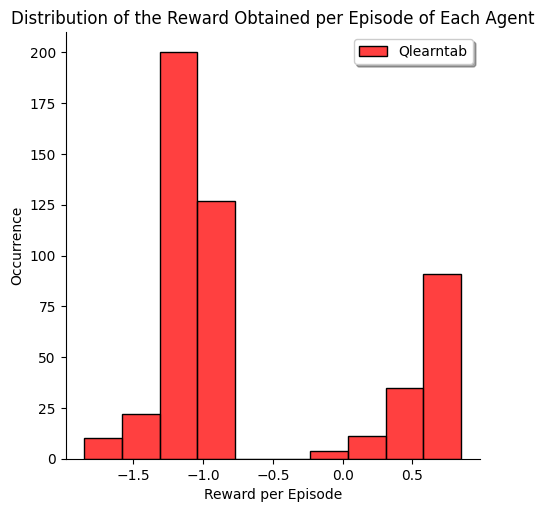 Distribution of the Reward Obtained per Episode of Each Agent
Qlearntab
200
175
150
125
100
75
50
25
0
Occurrence
−1.5 −1.0 −0.5 0.0 0.5
Reward per Episode